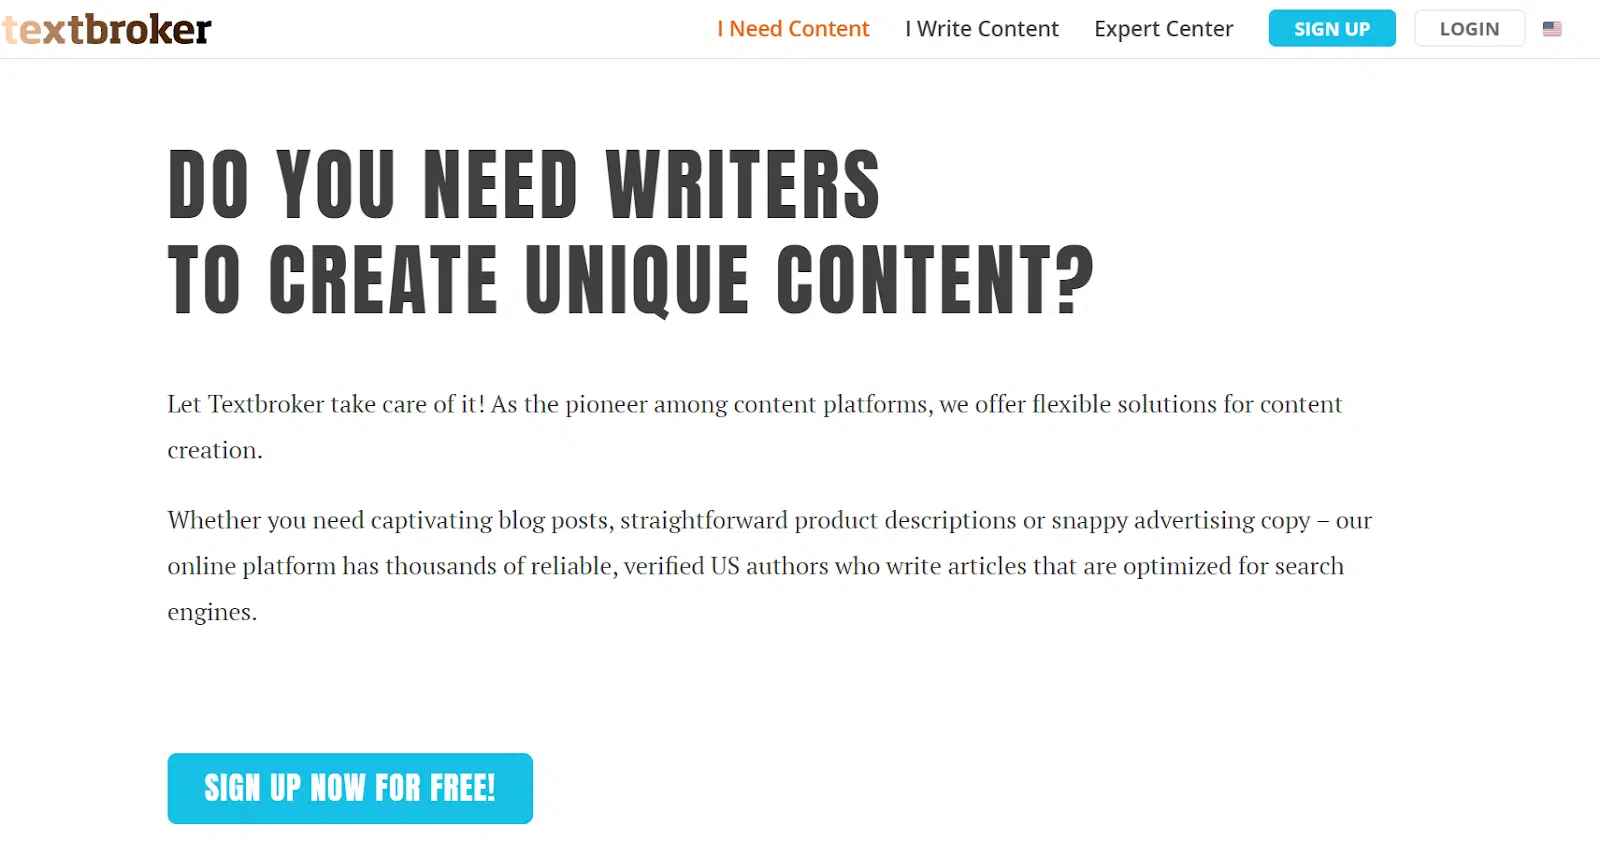 textbroker
I Need Content
I Write Content
Expert Center
SIGN UP
LOGIN
DO YOU NEED WRITERS
TO CREATE UNIQUE CONTENT?
Let Textbroker take care of it! As the pioneer among content platforms, we offer flexible solutions for content
creation.
Whether you need captivating blog posts, straightforward product descriptions or snappy advertising copy – our
online platform has thousands of reliable, verified US authors who write articles that are optimized for search
engines.
SIGN UP NOW FOR FREE!